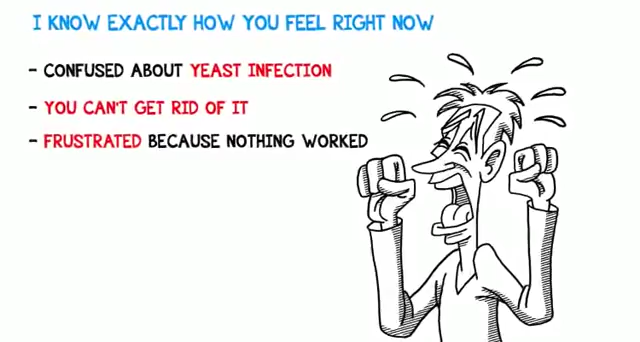 I KNOW EXACTLY HOW YOU FEEL RIGHT NOW
- CONFUSED ABOUT YEAST INFECTION
- YOU CAN'T GET RID OF IT
- FRUSTRATED BECAUSE NOTHING WORKED